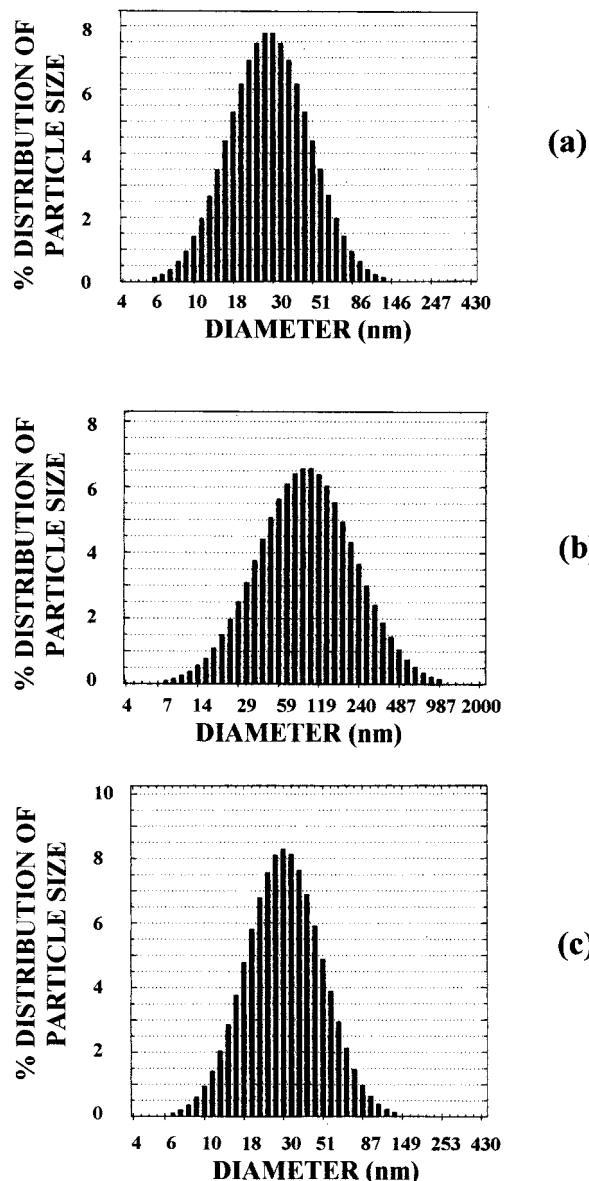 % DISTRIBUTION OF
PARTICLE SIZE
8
6
4
2
0
4 6 10 18 30 51 86 146 247 430
DIAMETER (nm)
(a)
% DISTRIBUTION OF
PARTICLE SIZE
8
6
4
2
0
4 7 14 29 59 119 240 487 987 2000
DIAMETER (nm)
(b)
% DISTRIBUTION OF
PARTICLE SIZE
10
8
6
4
2
0
4 6 10 18 30 51 87 149 253 430
DIAMETER (nm)
(c)